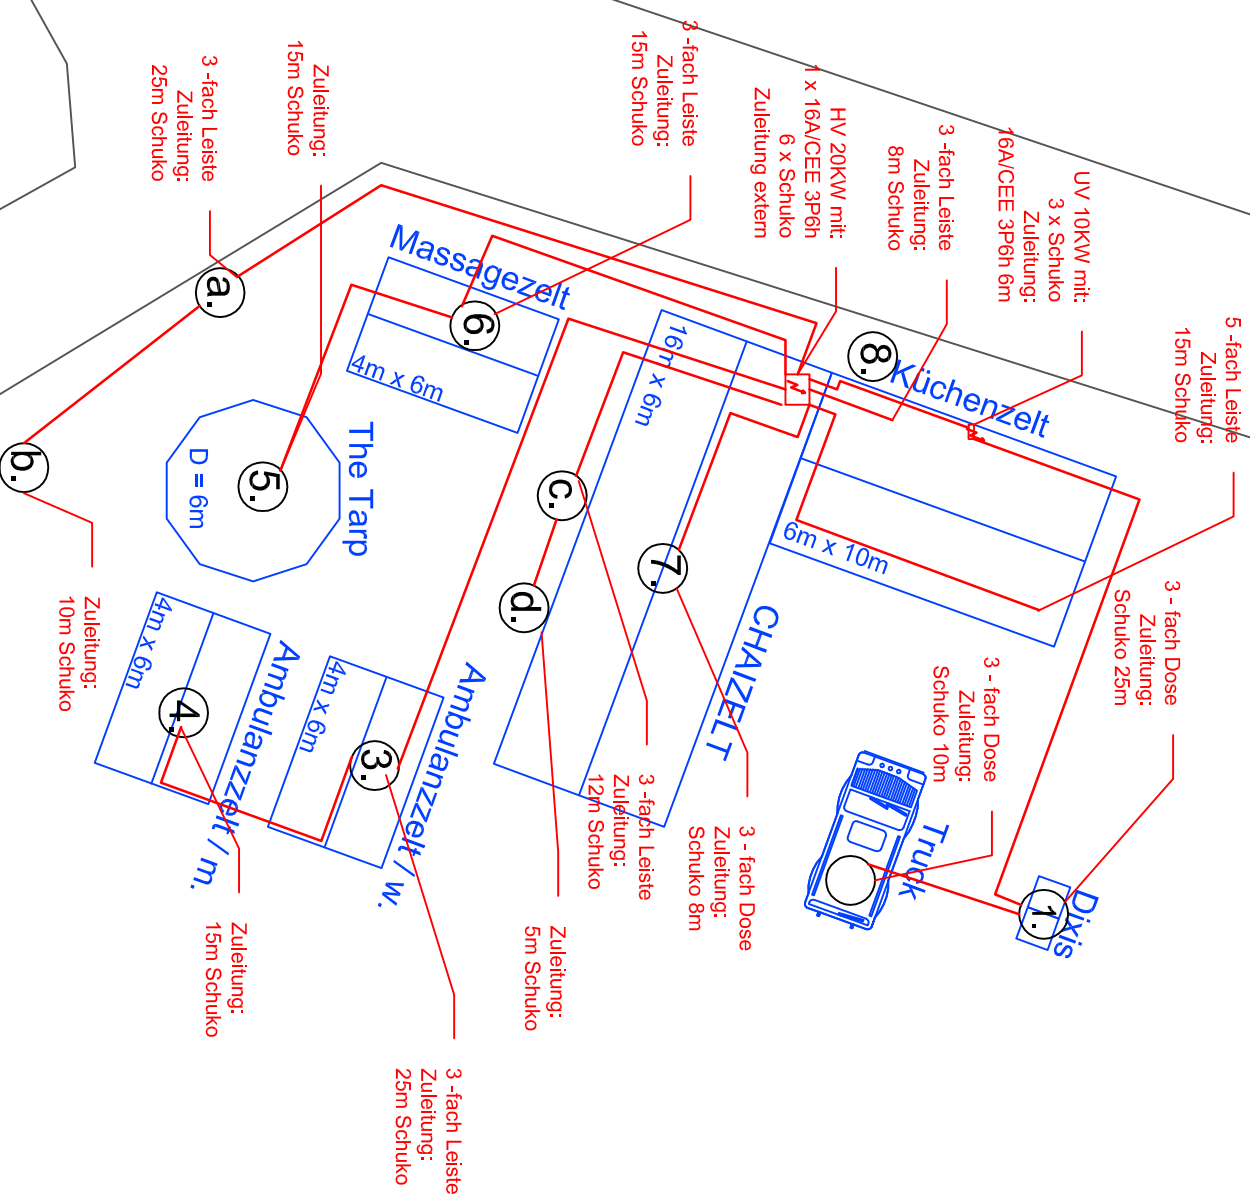 3 -fach Leiste
Zuleitung:
25m Schuko
Zuleitung:
15m Schuko
3 -fach Leiste
Zuleitung:
15m Schuko
HV 20KW mit:
1 x 16A/CEE 3P6h
6 x Schuko
Zuleitung extern
3 -fach Leiste
Zuleitung:
8m Schuko
UV 10KW mit:
3 x Schuko
Zuleitung:
16A/CEE 3P6h 6m
5 -fach Leiste
Zuleitung:
15m Schuko
Massagezelt
4m x 6m
6.
a.
b.
The Tarp
D = 6m
5.
16m x 6m
CHAIZELT
c.
d.
7.
8.
Küchenzelt
6m x 10m
3 - fach Dose
Zuleitung:
Schuko 25m
3 - fach Dose
Zuleitung:
Schuko 10m
Zuleitung:
10m Schuko
4m x 6m
Ambulanzzelt / m.
4.
4m x 6m
Ambulanzzelt / w.
3.
Truck
Dixis
1.
3 -fach Leiste
Zuleitung:
12m Schuko
3 - fach Dose
Zuleitung:
Schuko 8m
Zuleitung:
15m Schuko
Zuleitung:
5m Schuko
3 -fach Leiste
Zuleitung:
25m Schuko